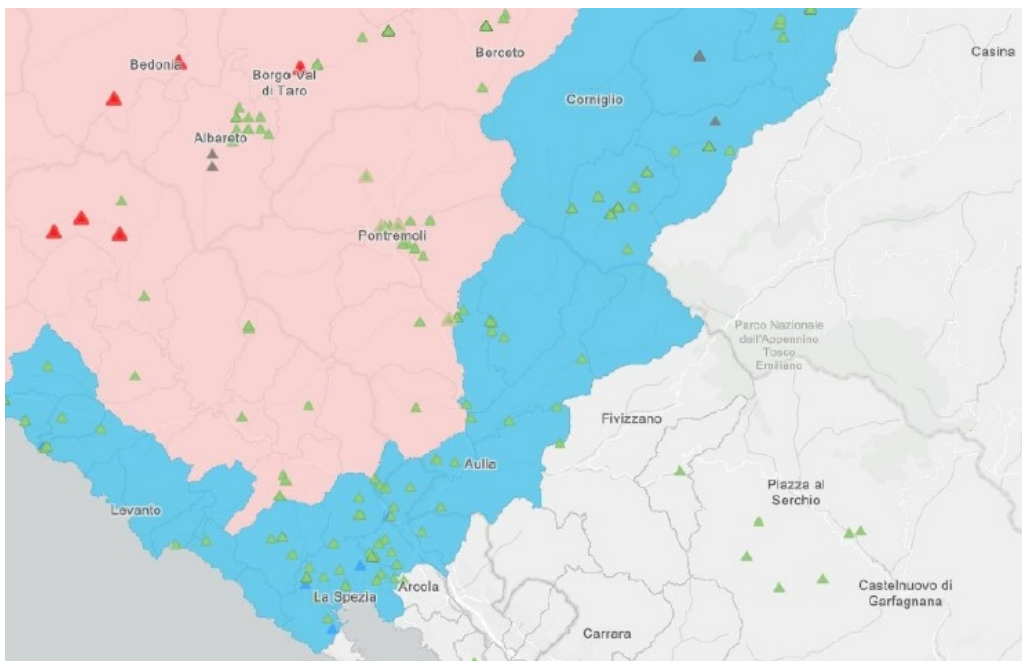 Casina
Berceto
Bedonia
Borgo Val
di Taro
Corniglio
Albareto
Pontremoli
Parco Nazionale
dell'Appennino
Tosco
Emiliano
Fivizzano
Aulla
Piazza al
Serchio
Levanto
Arcola
La Spezia
Castelnuovo di
Garfagnana
Carrara